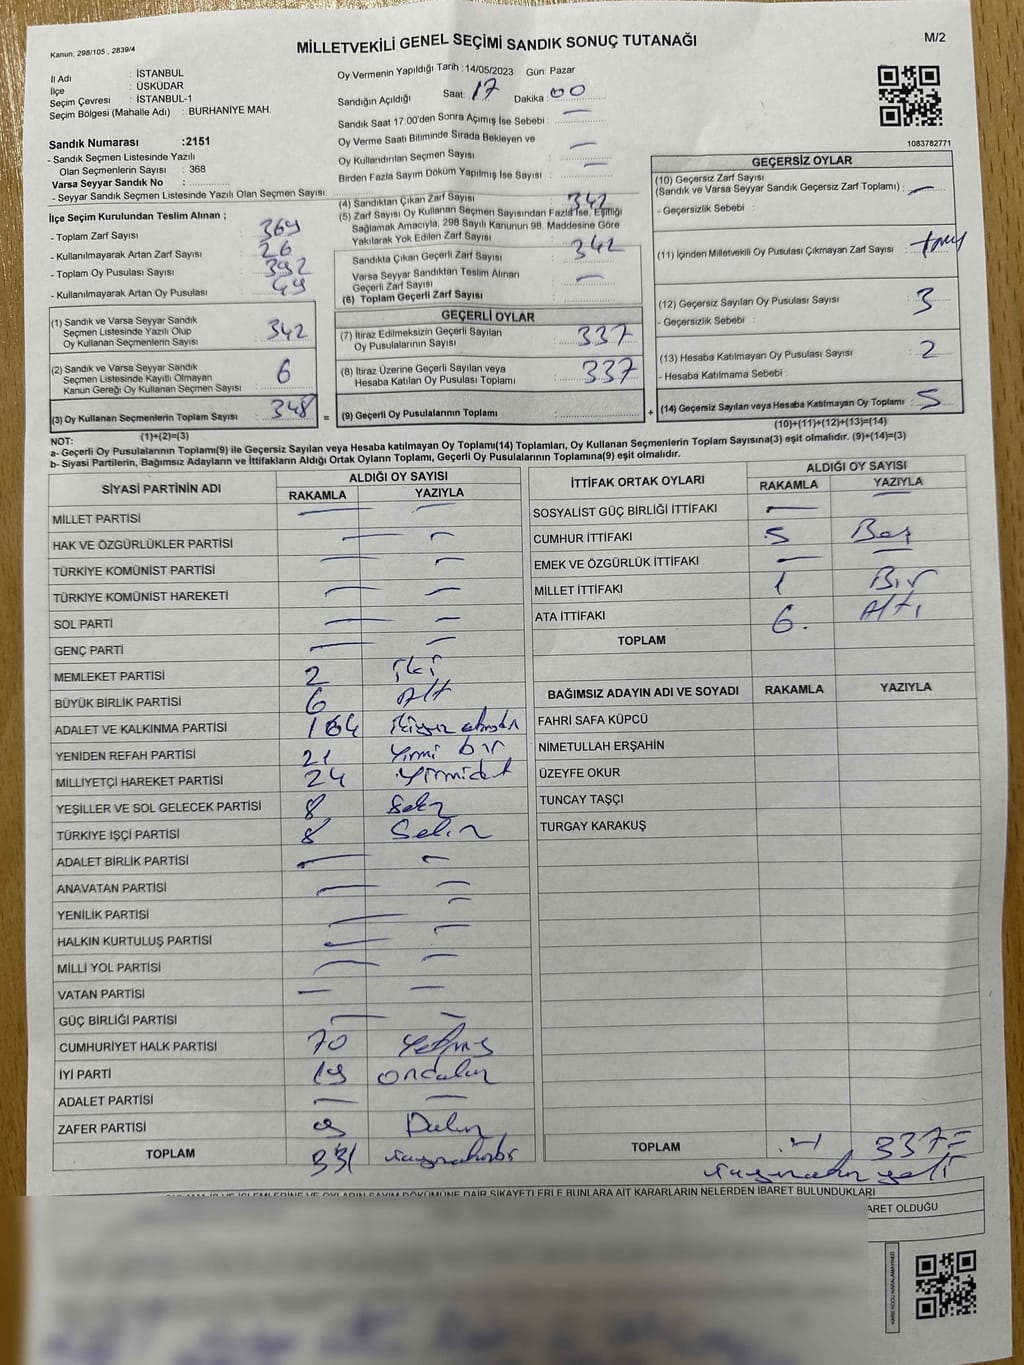 Kanun: 298/105 , 2839/4
MİLLETVEKİLİ GENEL SEÇİMİ SANDIK SONUÇ TUTANAĞI
M/2
İl Adı : İSTANBUL
İlçe : ÜSKÜDAR
Seçim Çevresi : İSTANBUL-1
Seçim Bölgesi (Mahalle Adı) : BURHANİYE MAH.
Sandık Numarası :2151
- Sandık Seçmen Listesinde Yazılı
Olan Seçmenlerin Sayısı : 368
Varsa Seyyar Sandık No :
- Seyyar Sandık Seçmen Listesinde Yazılı Olan Seçmen Sayısı:
Oy Vermenin Yapıldığı Tarih :14/05/2023 Gün: Pazar
Sandığın Açıldığı Saat: 17 Dakika : 00
Sandık Saat 17:00'den Sonra Açımış İse Sebebi : —
Oy Verme Saati Bitiminde Sırada Bekleyen ve
Oy Kullandırılan Seçmen Sayısı : —
Birden Fazla Sayım Döküm Yapılmış İse Sayısı : —
1083782771
İlçe Seçim Kurulundan Teslim Alınan ;
- Toplam Zarf Sayısı : 369
- Kullanılmayarak Artan Zarf Sayısı : 26
- Toplam Oy Pusulası Sayısı : 392
- Kullanılmayarak Artan Oy Pusulası : 49
(4) Sandıktan Çıkan Zarf Sayısı : 342
(5) Zarf Sayısı Oy Kullanan Seçmen Sayısından Fazla İse, Eşitliği
Sağlamak Amacıyla, 298 Sayılı Kanunun 98. Maddesine Göre
Yakılarak Yok Edilen Zarf Sayısı :
Sandıkta Çıkan Geçerli Zarf Sayısı : 342
Varsa Seyyar Sandıktan Teslim Alınan
Geçerli Zarf Sayısı : —
(6) Toplam Geçerli Zarf Sayısı :
GEÇERSİZ OYLAR
(10) Geçersiz Zarf Sayısı
(Sandık ve Varsa Seyyar Sandık Geçersiz Zarf Toplamı) : —
- Geçersizlik Sebebi :
(11) İçinden Milletvekili Oy Pusulası Çıkmayan Zarf Sayısı :
(12) Geçersiz Sayılan Oy Pusulası Sayısı : 3
- Geçersizlik Sebebi :
(13) Hesaba Katılmayan Oy Pusulası Sayısı : 2
- Hesaba Katılmama Sebebi :
(14) Geçersiz Sayılan veya Hesaba Katılmayan Oy Toplamı : 5
(10)+(11)+(12)+(13)=(14)
(1) Sandık ve Varsa Seyyar Sandık
Seçmen Listesinde Yazılı Olup
Oy Kullanan Seçmenlerin Sayısı : 342
(2) Sandık ve Varsa Seyyar Sandık
Seçmen Listesinde Kayıtlı Olmayan
Kanun Gereği Oy Kullanan Seçmen Sayısı : 6
(3) Oy Kullanan Seçmenlerin Toplam Sayısı : 348 =
(1)+(2)=(3)
GEÇERLİ OYLAR
(7) İtiraz Edilmeksizin Geçerli Sayılan
Oy Pusulalarının Sayısı : 337
(8) İtiraz Üzerine Geçerli Sayılan veya
Hesaba Katılan Oy Pusulası Toplamı : 337
(9) Geçerli Oy Pusulalarının Toplamı : +
NOT:
a- Geçerli Oy Pusulalarının Toplamı(9) ile Geçersiz Sayılan veya Hesaba katılmayan Oy Toplamı(14) Toplamları, Oy Kullanan Seçmenlerin Toplam Sayısına(3) eşit olmalıdır. (9)+(14)=(3)
b- Siyasi Partilerin, Bağımsız Adayların ve İttifakların Aldığı Ortak Oyların Toplamı, Geçerli Oy Pusulalarının Toplamına(9) eşit olmalıdır.
SİYASİ PARTİNİN ADI ALDIĞI OY SAYISI
RAKAMLA YAZIYLA
MİLLET PARTİSİ — —
HAK VE ÖZGÜRLÜKLER PARTİSİ — —
TÜRKİYE KOMÜNİST PARTİSİ — —
TÜRKİYE KOMÜNİST HAREKETİ — —
SOL PARTİ — —
GENÇ PARTİ — —
MEMLEKET PARTİSİ 2 iki
BÜYÜK BİRLİK PARTİSİ 6 Altı
ADALET VE KALKINMA PARTİSİ 164
YENİDEN REFAH PARTİSİ 21 Yirmi bir
MİLLİYETÇİ HAREKET PARTİSİ 24 Yirmidört
YEŞİLLER VE SOL GELECEK PARTİSİ 8 Sekiz
TÜRKİYE İŞÇİ PARTİSİ 8 Sekiz
ADALET BİRLİK PARTİSİ — —
ANAVATAN PARTİSİ — —
YENİLİK PARTİSİ — —
HALKIN KURTULUŞ PARTİSİ — —
MİLLİ YOL PARTİSİ — —
VATAN PARTİSİ — —
GÜÇ BİRLİĞİ PARTİSİ — —
CUMHURİYET HALK PARTİSİ 70 Yetmiş
İYİ PARTİ 19 ondokuz
ADALET PARTİSİ — —
ZAFER PARTİSİ 9 Dokuz
TOPLAM 331
İTTİFAK ORTAK OYLARI ALDIĞI OY SAYISI
RAKAMLA YAZIYLA
SOSYALİST GÜÇ BİRLİĞİ İTTİFAKI — —
CUMHUR İTTİFAKI 5 Beş
EMEK VE ÖZGÜRLÜK İTTİFAKI — —
MİLLET İTTİFAKI 1 Bir
ATA İTTİFAKI
TOPLAM 6. Altı
BAĞIMSIZ ADAYIN ADI VE SOYADI RAKAMLA YAZIYLA
FAHRİ SAFA KÜPCÜ
NİMETULLAH ERŞAHİN
ÜZEYFE OKUR
TUNCAY TAŞÇI
TURGAY KARAKUŞ
TOPLAM 337=
ARET OLDUĞU
KARE KODU KARALAMAYINIZ!